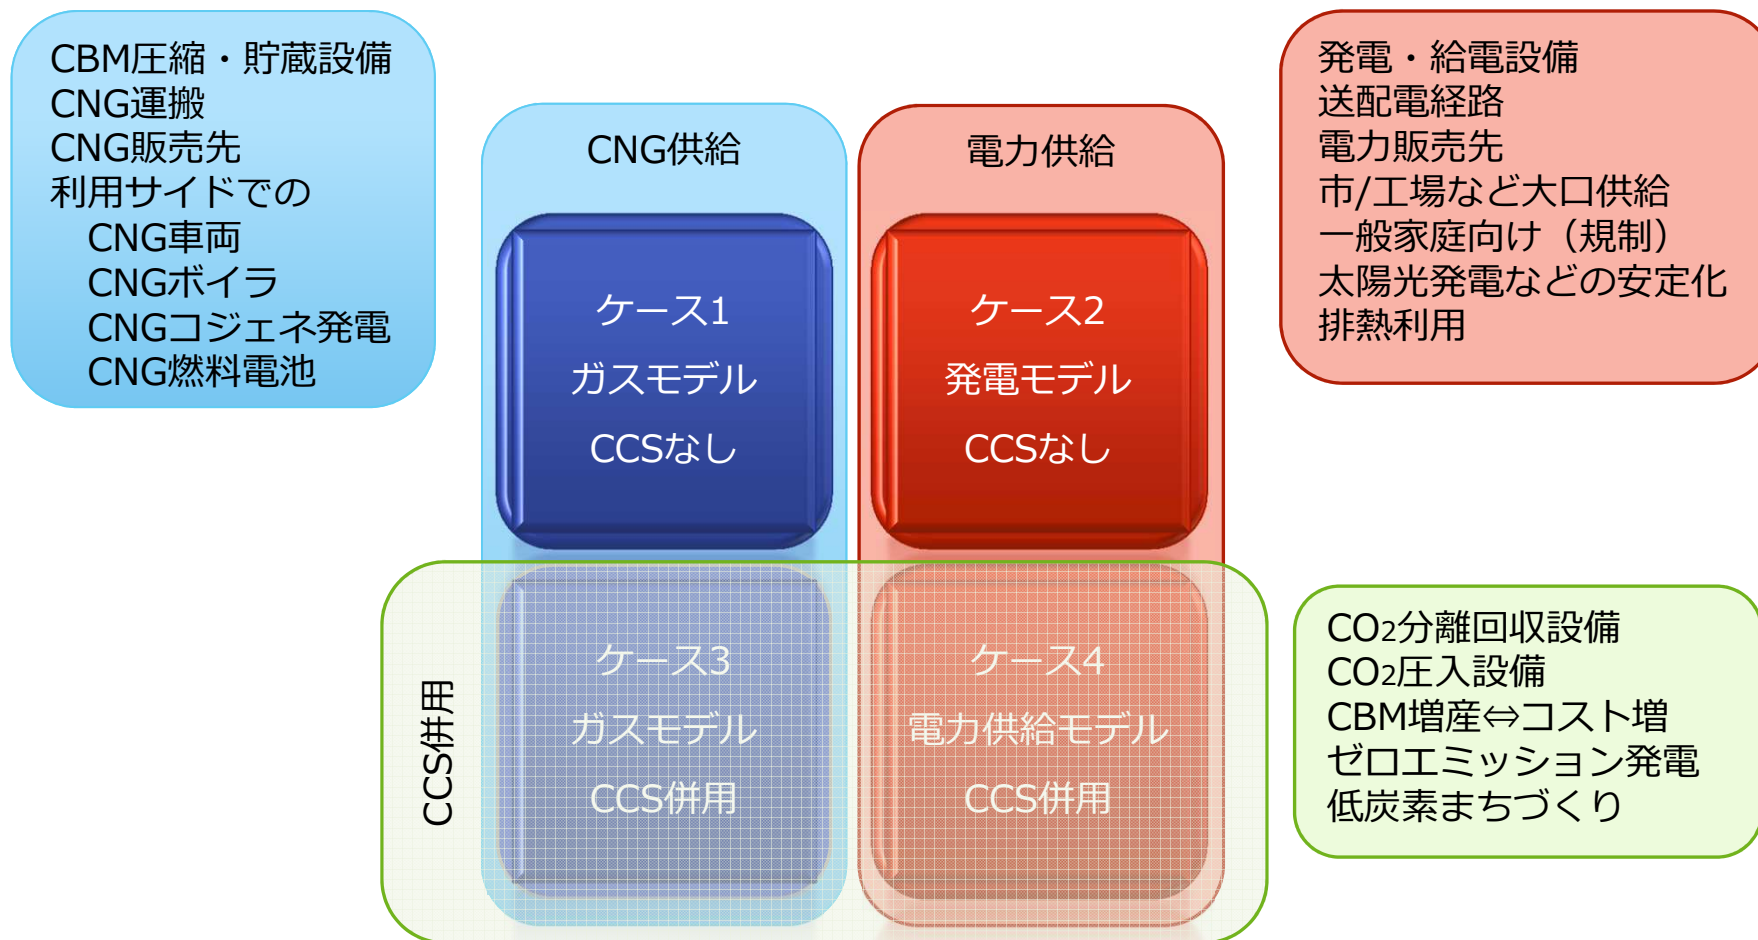 CBM圧縮・貯蔵設備
CNG運搬
CNG販売先
利用サイドでの
CNG車両
CNGボイラ
CNGコジェネ発電
CNG燃料電池
CNG供給
電力供給
発電・給電設備
送配電経路
電力販売先
市/工場など大口供給
一般家庭向け（規制）
太陽光発電などの安定化
排熱利用
ケース1
ガスモデル
CCSなし
ケース2
発電モデル
CCSなし
CCS併用
ケース3
ガスモデル
CCS併用
ケース4
電力供給モデル
CCS併用
CO2分離回収設備
CO2圧入設備
CBM増産⇔コスト増
ゼロエミッション発電
低炭素まちづくり